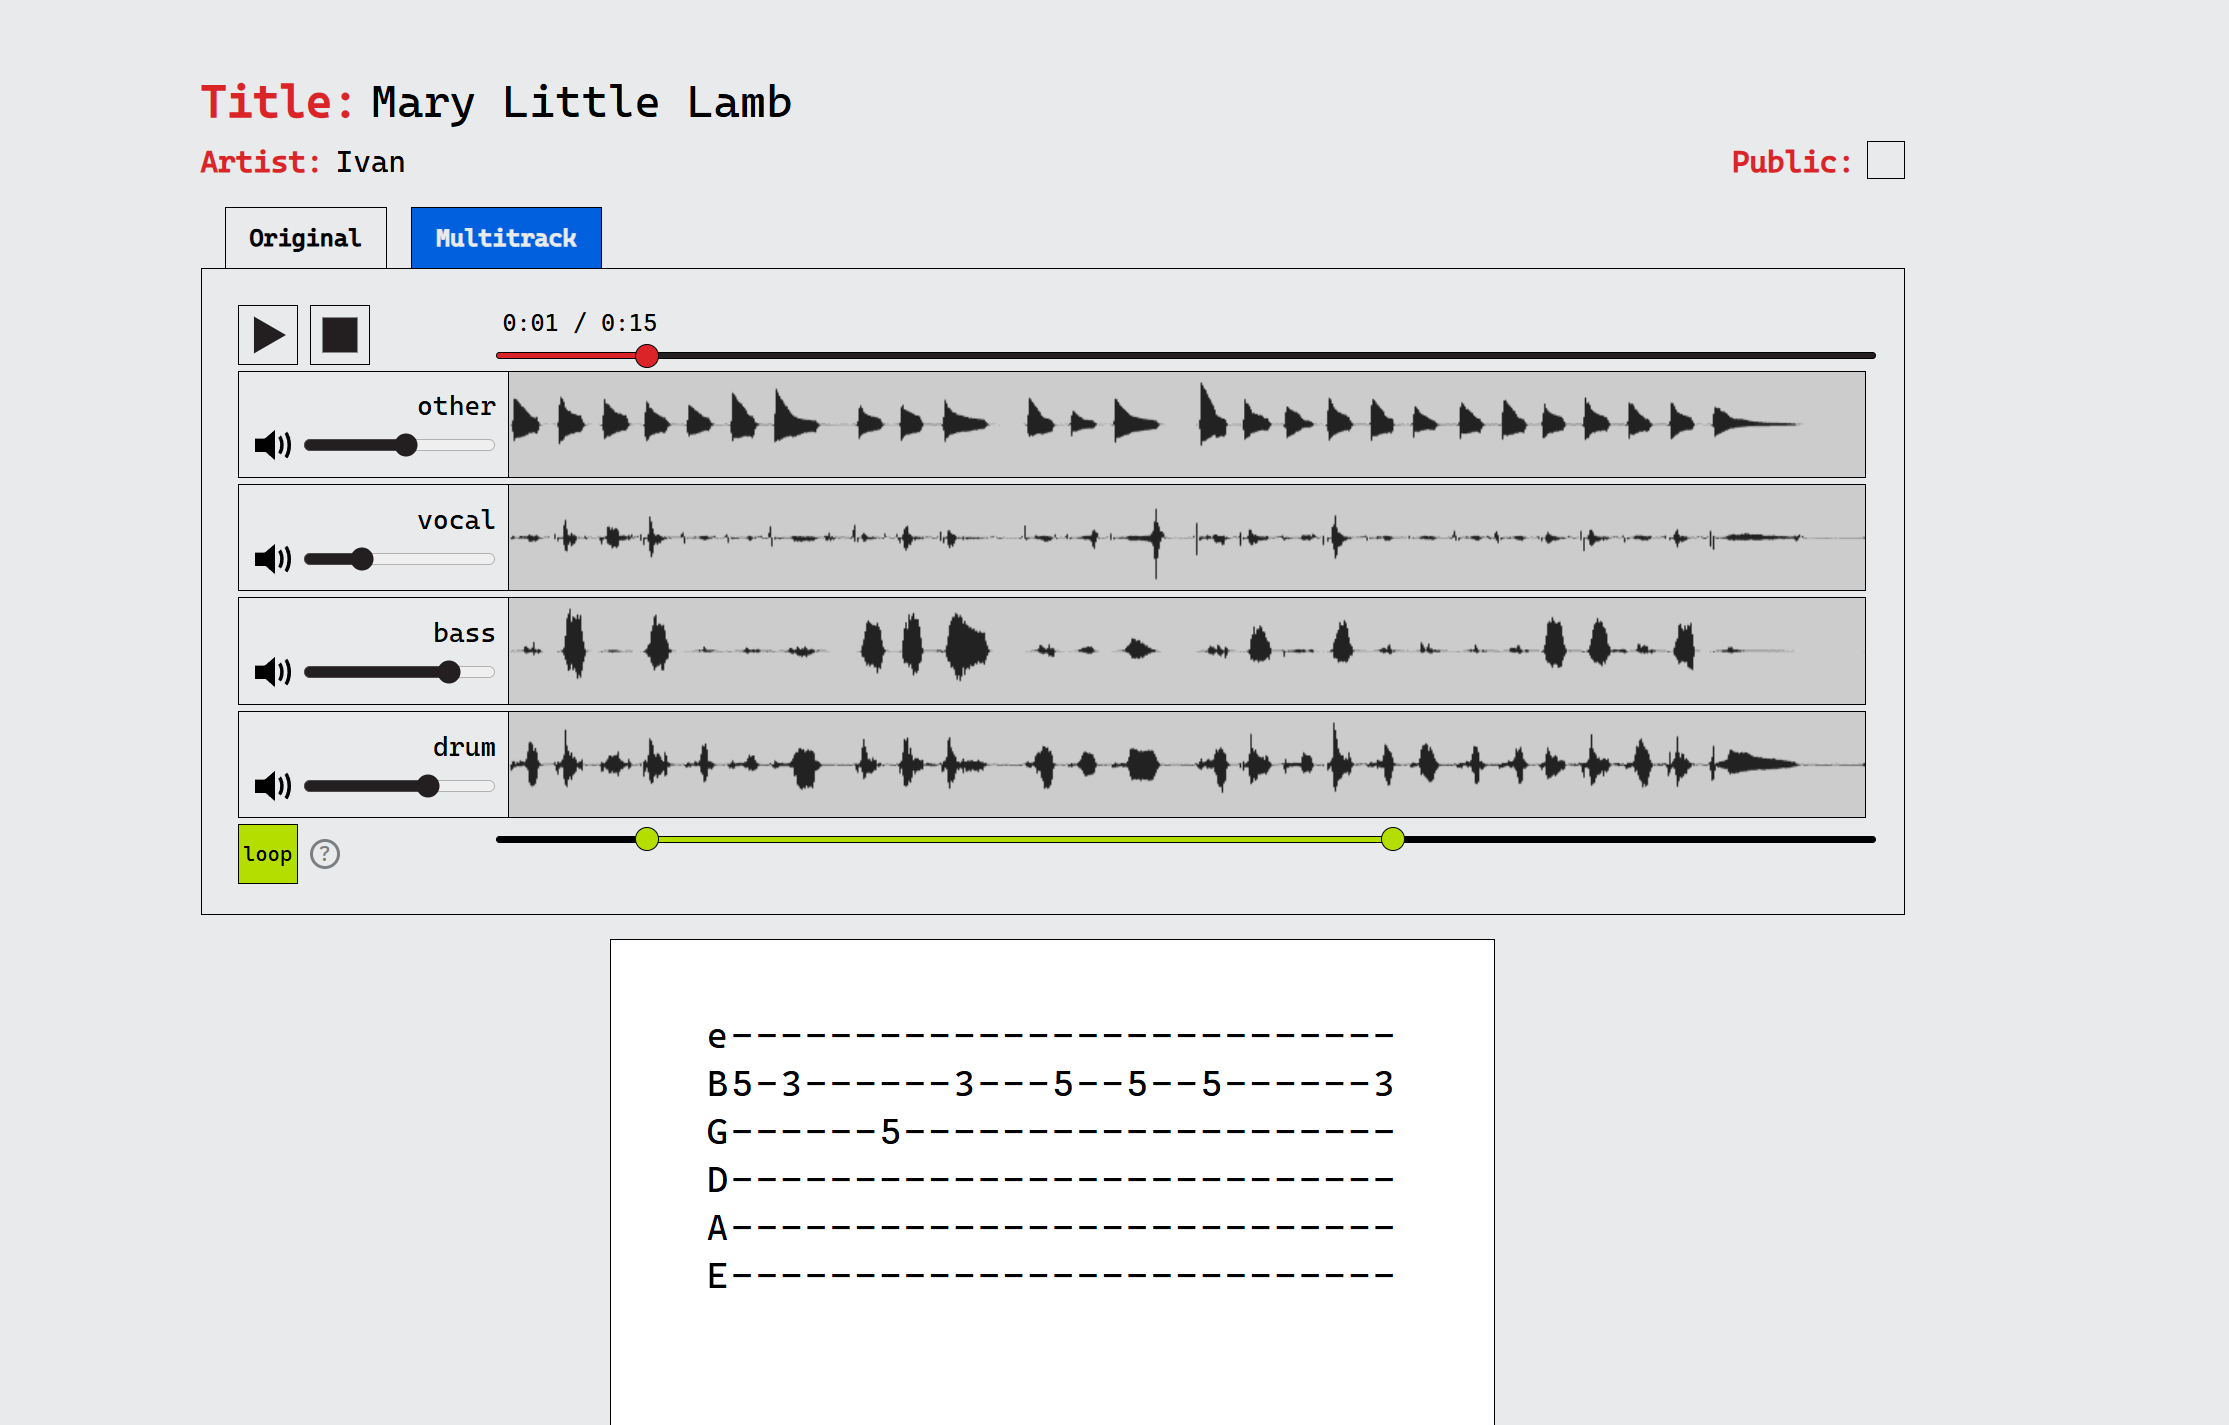 Title: Mary Little Lamb
Artist: Ivan
Public:
Original
Multitrack
0:01 / 0:15
other
vocal
bass
drum
loop
?
e---------------------------
B5-3------3---5--5--5------3
G------5--------------------
D---------------------------
A---------------------------
E---------------------------